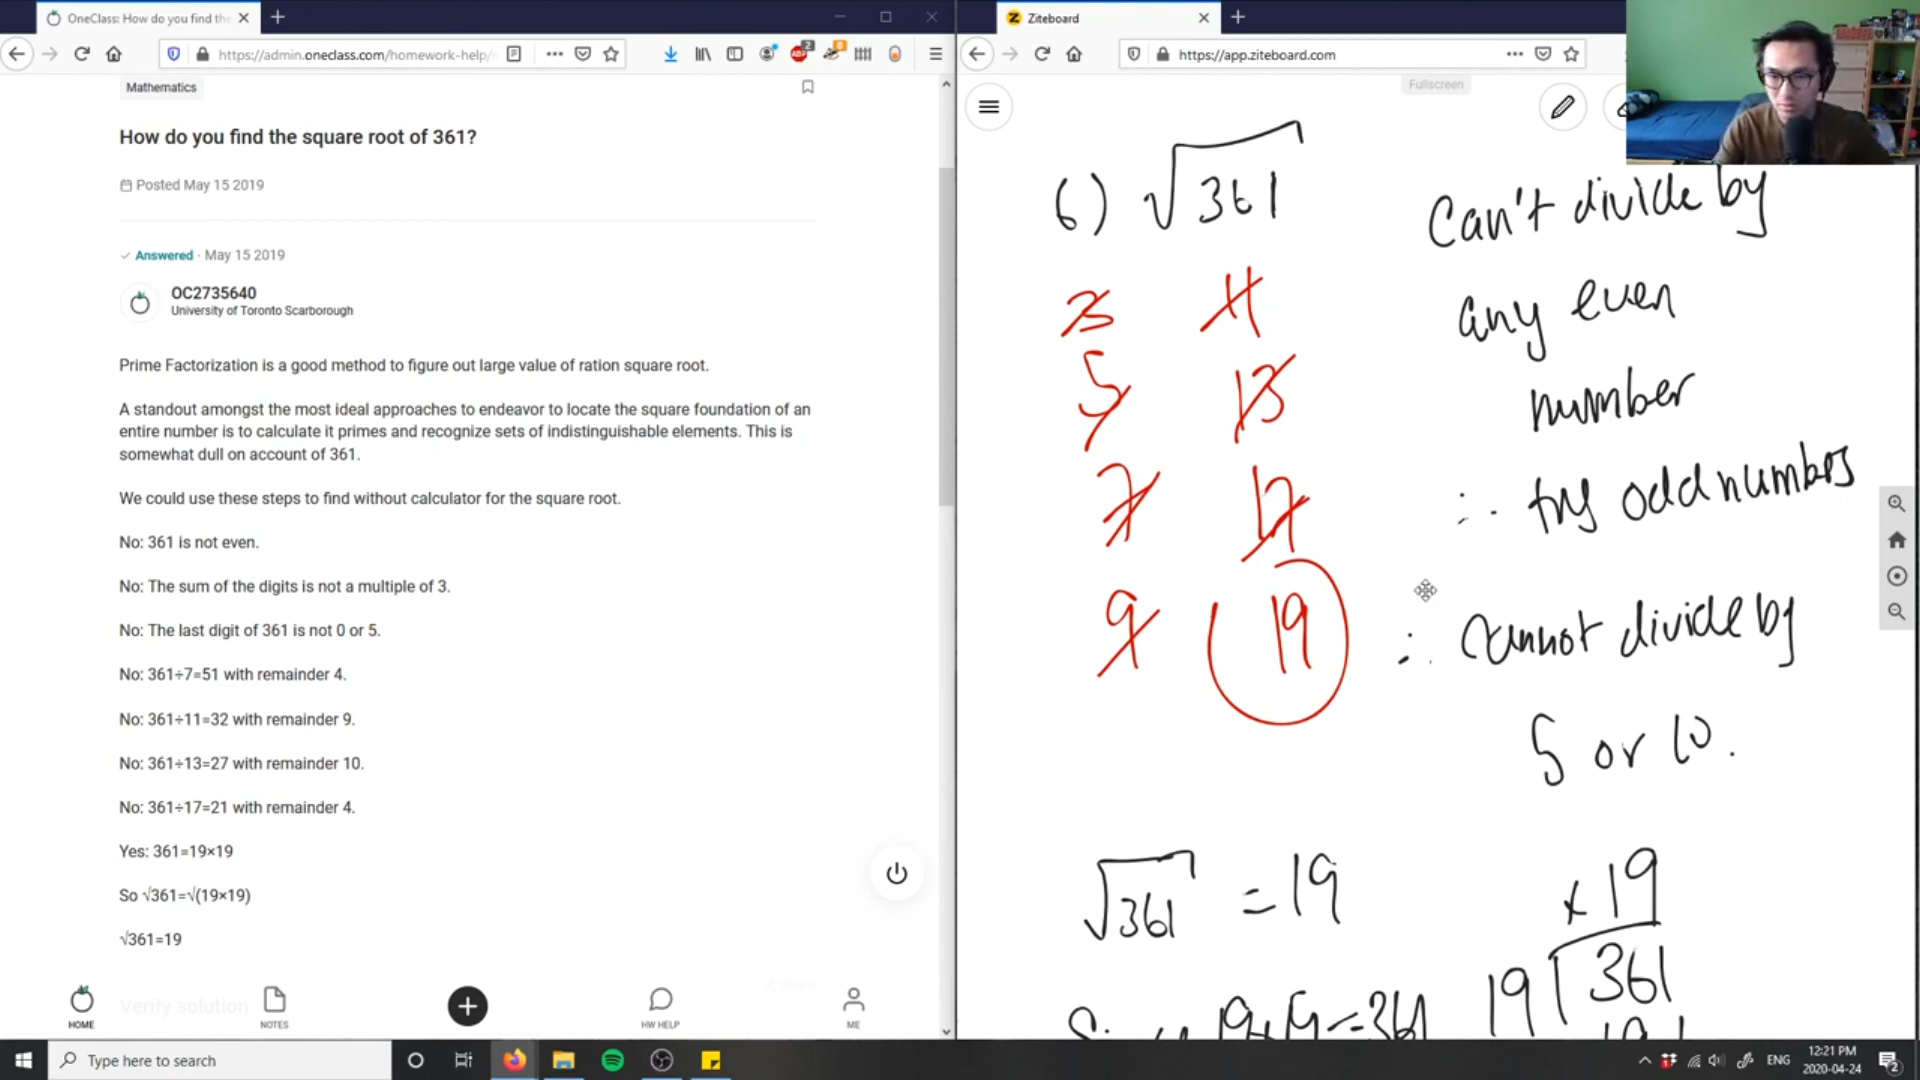 OneClass: How do you find the
Ziteboard
https://admin.oneclass.com/homework-help/
https://app.ziteboard.com
Fullscreen
Mathematics
How do you find the square root of 361?
Posted May 15 2019
Answered · May 15 2019
OC2735640
University of Toronto Scarborough
Prime Factorization is a good method to figure out large value of ration square root.
A standout amongst the most ideal approaches to endeavor to locate the square foundation of an
entire number is to calculate it primes and recognize sets of indistinguishable elements. This is
somewhat dull on account of 361.
We could use these steps to find without calculator for the square root.
No: 361 is not even.
No: The sum of the digits is not a multiple of 3.
No: The last digit of 361 is not 0 or 5.
No: 361÷7=51 with remainder 4.
No: 361÷11=32 with remainder 9.
No: 361÷13=27 with remainder 10.
No: 361÷17=21 with remainder 4.
Yes: 361=19×19
So √361=√(19×19)
√361=19
Verify solution
HOME
NOTES
HW HELP
ME
6) √361
3 11
5 13
7 17
9 19
Can't divide by
any even
number
∴ try odd numbers
∴ cannot divide by
5 or 10.
√361 = 19
x 19
19 361
19 x 19 = 361
Type here to search
ENG
12:21 PM
2020-04-24
2